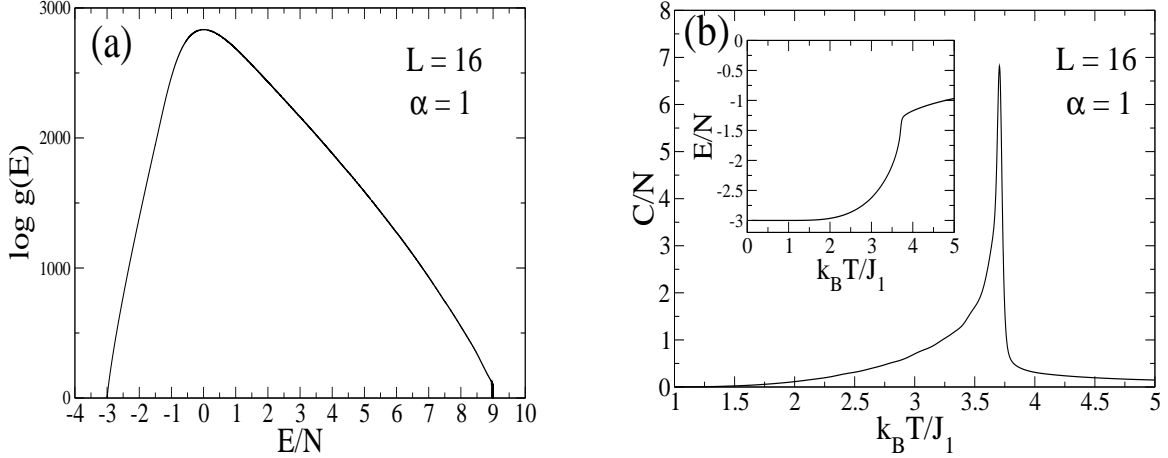 (a)
L = 16
α = 1
log g(E)
3000
2000
1000
0
-4 -3 -2 -1 0 1 2 3 4 5 6 7 8 9 10
E/N
(b)
L = 16
α = 1
C/N
8
7
6
5
4
3
2
1
0
1 1.5 2 2.5 3 3.5 4 4.5 5
k_B T/J_1
E/N
0
-0.5
-1
-1.5
-2
-2.5
-3
0 1 2 3 4 5
k_B T/J_1